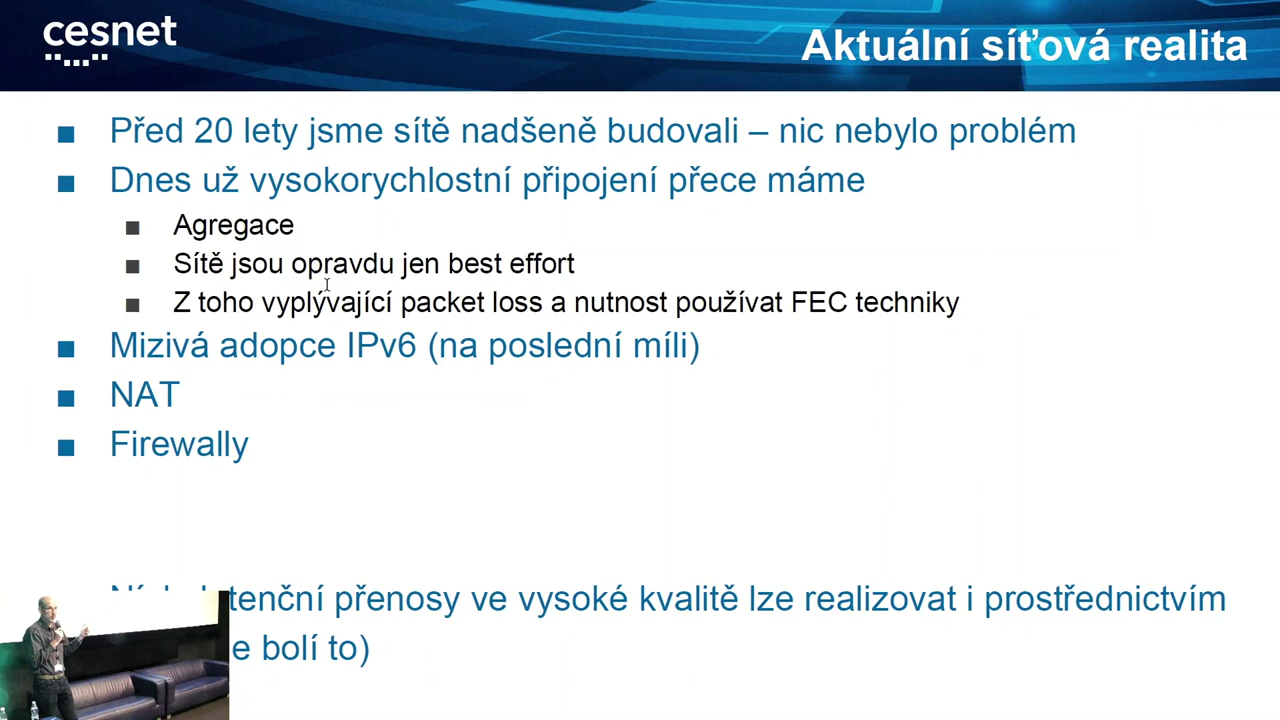 cesnet
Aktuální síťová realita
Před 20 lety jsme sítě nadšeně budovali – nic nebylo problém
Dnes už vysokorychlostní připojení přece máme
Agregace
Sítě jsou opravdu jen best effort
Z toho vyplývající packet loss a nutnost používat FEC techniky
Mizivá adopce IPv6 (na poslední míli)
NAT
Firewally
přenosy ve vysoké kvalitě lze realizovat i prostřednictvím
bolí to)